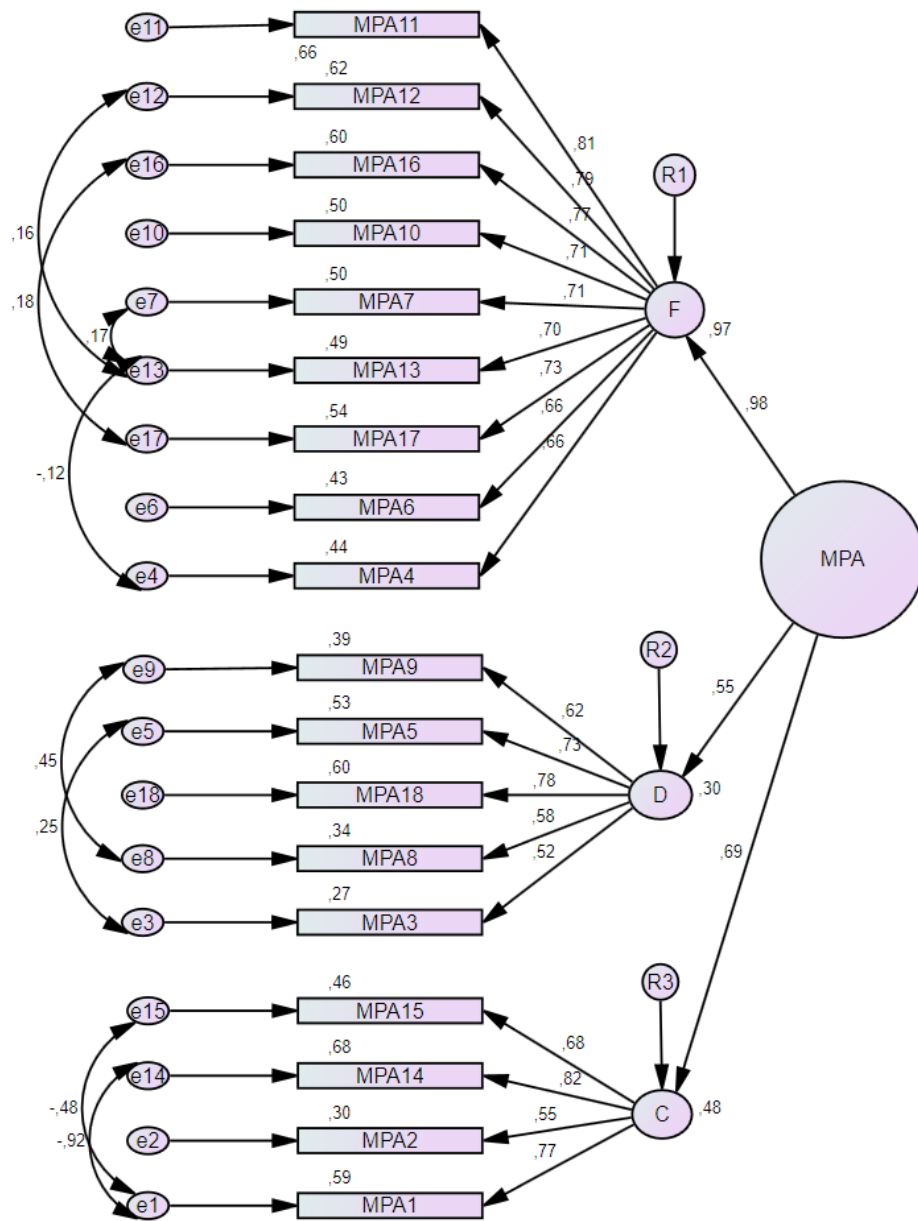 e11 MPA11
,66
,62
e12 MPA12
,81
,60
e16 MPA16
,79
R1
,77
,16
,50
e10 MPA10
,71
,18
,50
e7 MPA7
,71
F
,97
,17
,49
e13 MPA13
,70
,73
,98
,54
e17 MPA17
,66
,66
-,12
,43
e6 MPA6
,44
e4 MPA4
MPA
,39
e9 MPA9
R2
,62
,55
,53
e5 MPA5
,73
,45
,60
e18 MPA18
,78
D
,30
,25
,34
e8 MPA8
,58
,52
,69
,27
e3 MPA3
,46
e15 MPA15
R3
,68
,68
e14 MPA14
,82
-,48
,30
e2 MPA2
,55
C
,48
-,92
,77
,59
e1 MPA1